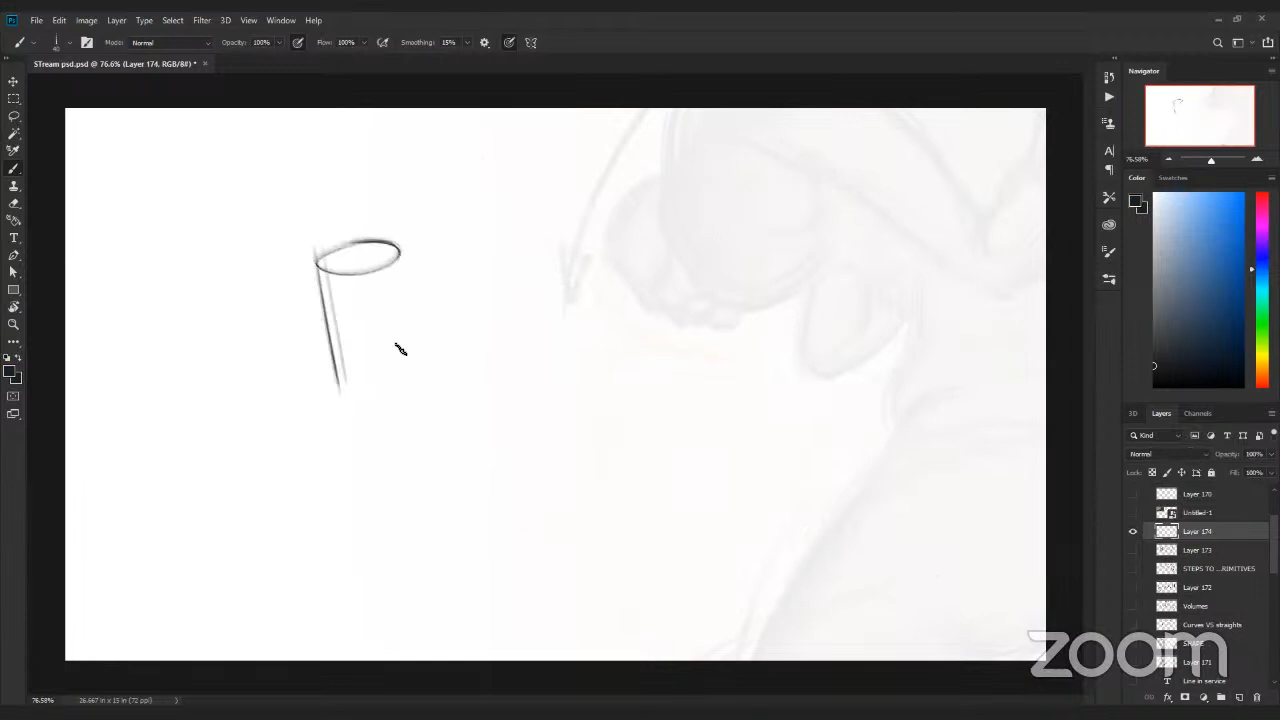 Ps File Edit Image Layer Type Select Filter 3D View Window Help
40 Mode: Normal Opacity: 100% Flow: 100% Smoothing: 15%
STream psd.psd @ 76.6% (Layer 174, RGB/8#) *
Navigator
76.58%
Color Swatches
3D Layers Channels
Kind
Normal Opacity: 100%
Lock: Fill: 100%
Layer 170
Untitled-1
Layer 174
Layer 173
STEPS TO ...RIMITIVES
Layer 172
Volumes
Curves VS straights
SHAPE
Layer 171
Line in service
zoom
76.58% 26.667 in x 15 in (72 ppi)